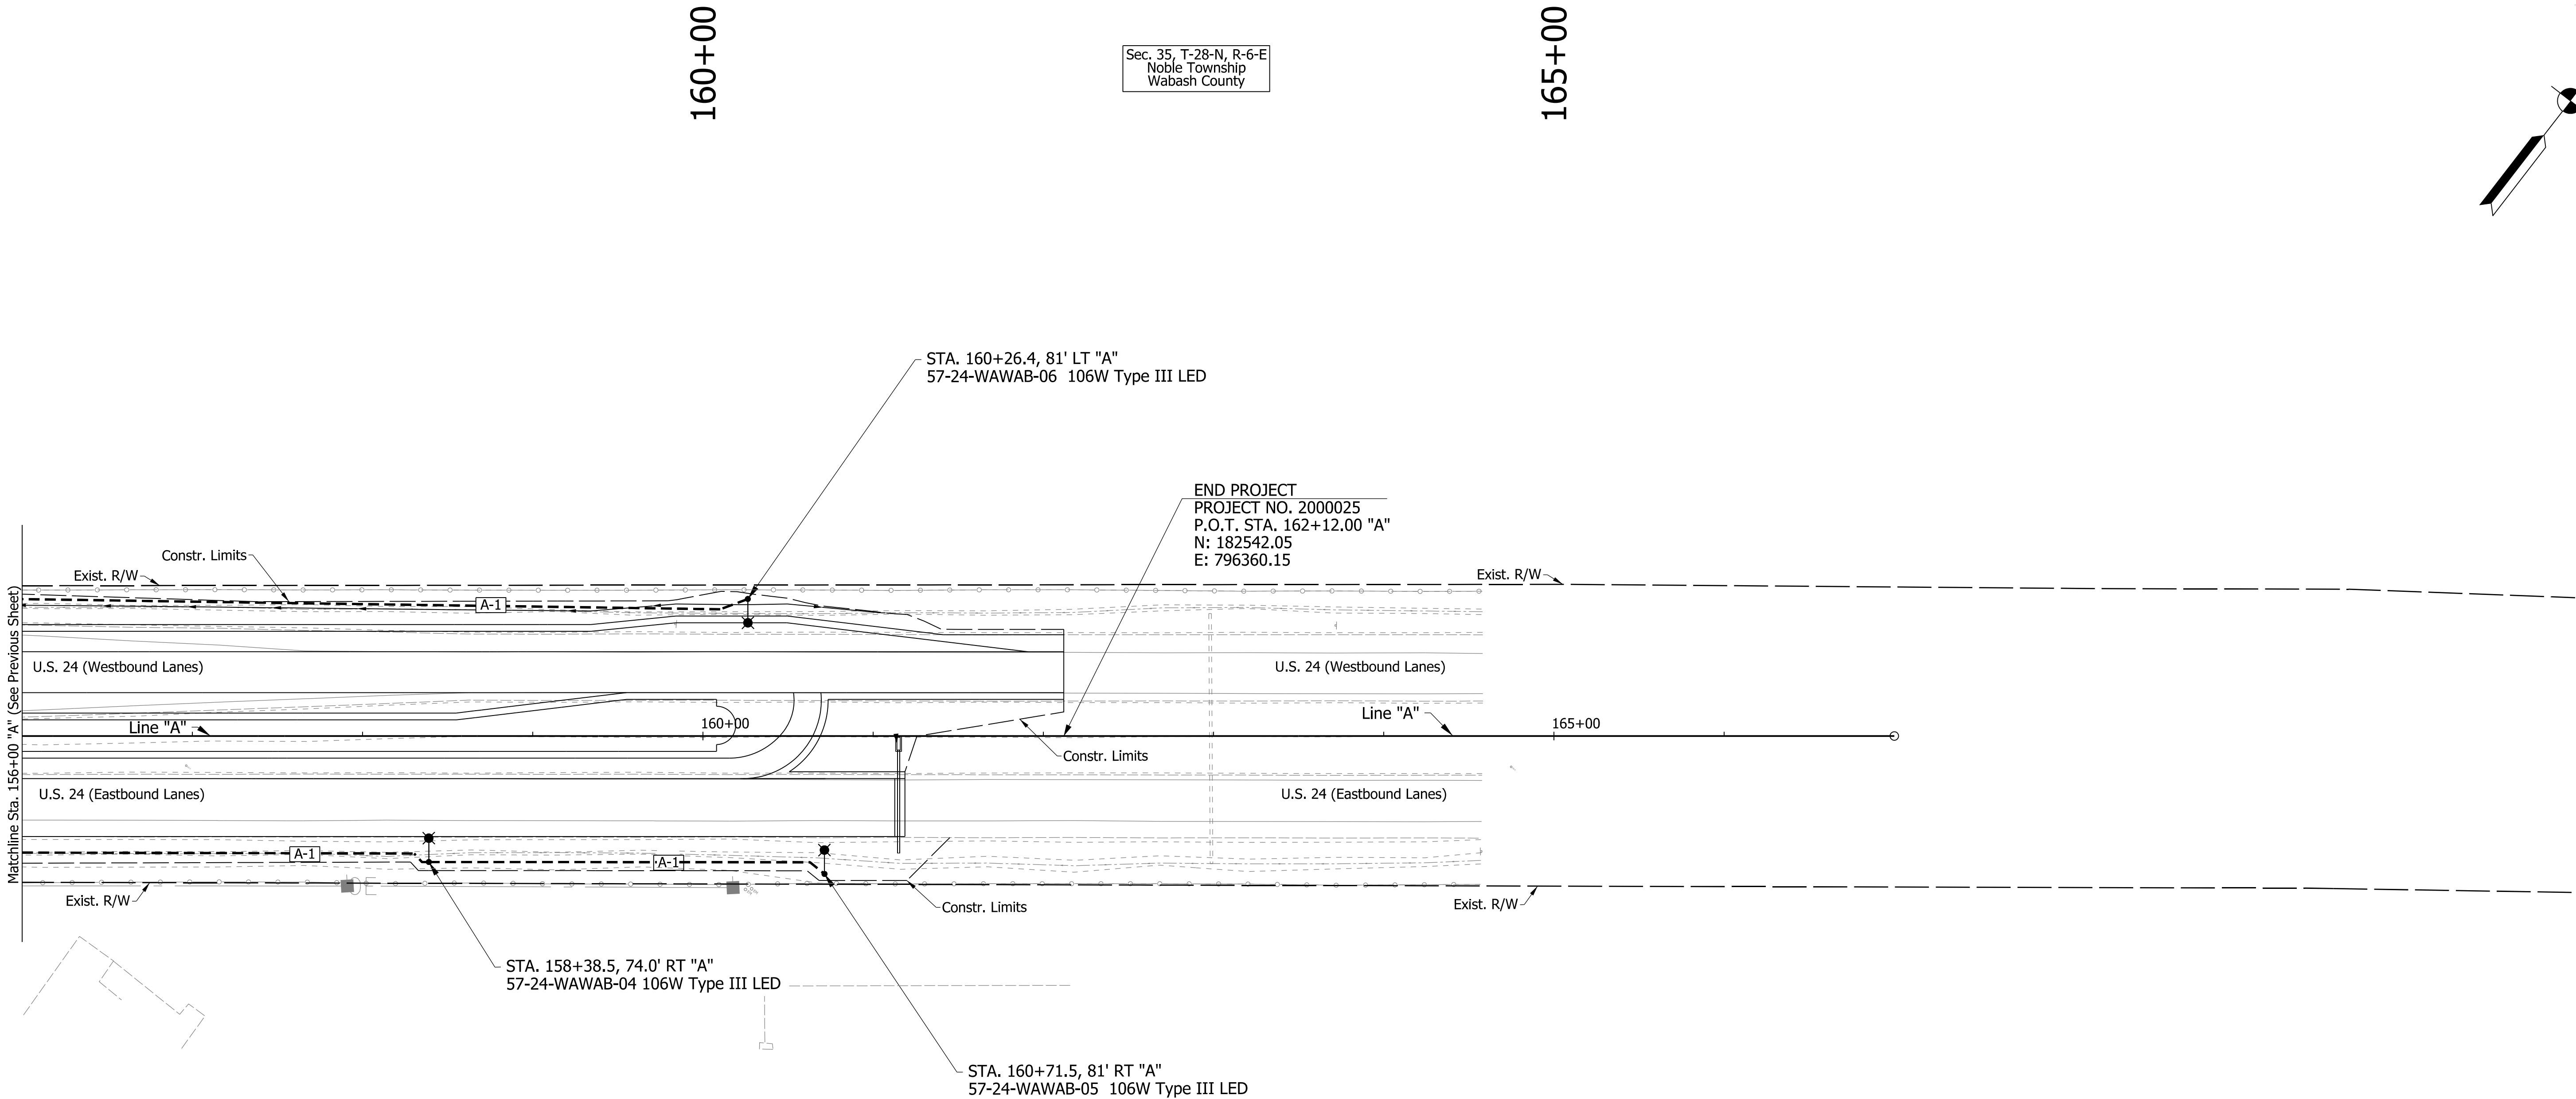 160+00
165+00
Sec. 35, T-28-N, R-6-E
Noble Township
Wabash County
STA. 160+26.4, 81' LT "A"
57-24-WAWAB-06 106W Type III LED
END PROJECT
PROJECT NO. 2000025
P.O.T. STA. 162+12.00 "A"
N: 182542.05
E: 796360.15
Constr. Limits
Exist. R/W
Exist. R/W
A-1
Matchline Sta. 156+00 "A" (See Previous Sheet)
U.S. 24 (Westbound Lanes)
U.S. 24 (Westbound Lanes)
Line "A"
160+00
Line "A"
165+00
Constr. Limits
U.S. 24 (Eastbound Lanes)
U.S. 24 (Eastbound Lanes)
A-1
A-1
OE
Exist. R/W
Constr. Limits
Exist. R/W
STA. 158+38.5, 74.0' RT "A"
57-24-WAWAB-04 106W Type III LED
STA. 160+71.5, 81' RT "A"
57-24-WAWAB-05 106W Type III LED